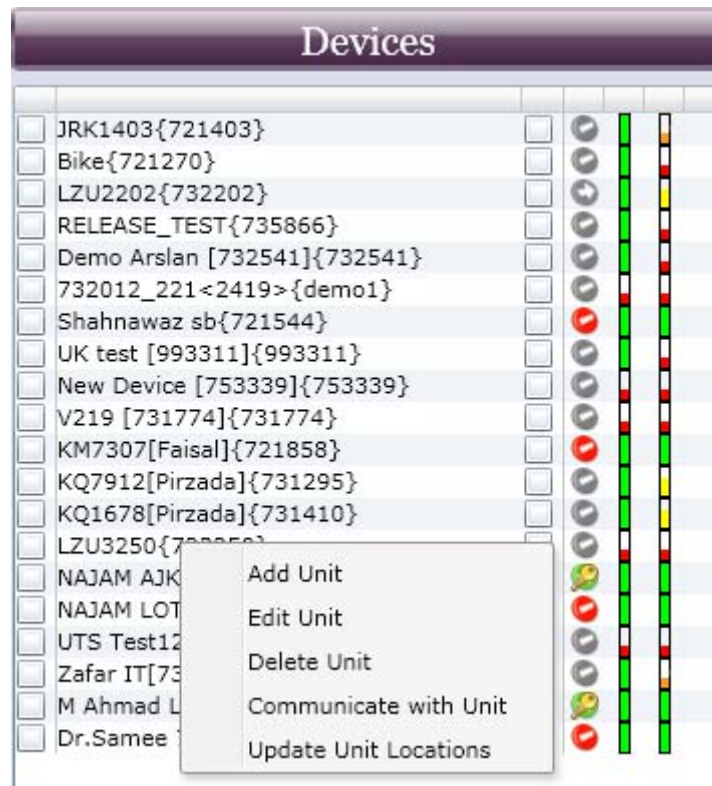 Devices
JRK1403{721403}
Bike{721270}
LZU2202{732202}
RELEASE_TEST{735866}
Demo Arslan [732541]{732541}
732012_221<2419>{demo1}
Shahnawaz sb{721544}
UK test [993311]{993311}
New Device [753339]{753339}
V219 [731774]{731774}
KM7307[Faisal]{721858}
KQ7912[Pirzada]{731295}
KQ1678[Pirzada]{731410}
LZU3250{
NAJAM AJK
NAJAM LOT
UTS Test12
Zafar IT[73
M Ahmad L
Dr.Samee
Add Unit
Edit Unit
Delete Unit
Communicate with Unit
Update Unit Locations